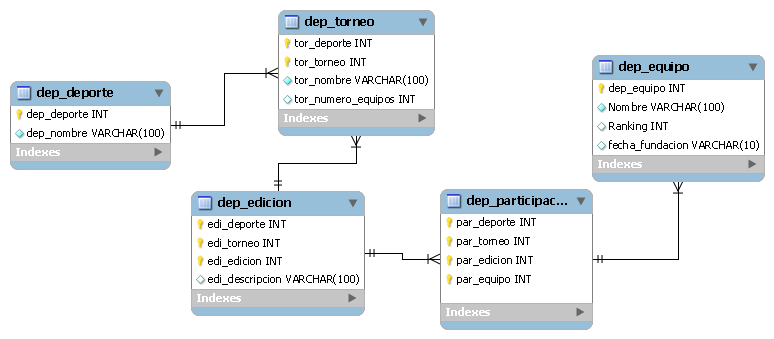 dep_deporte
dep_deporte INT
dep_nombre VARCHAR(100)
Indexes
dep_torneo
tor_deporte INT
tor_torneo INT
tor_nombre VARCHAR(100)
tor_numero_equipos INT
Indexes
dep_edicion
edi_deporte INT
edi_torneo INT
edi_edicion INT
edi_descripcion VARCHAR(100)
Indexes
dep_participac...
par_deporte INT
par_torneo INT
par_edicion INT
par_equipo INT
Indexes
dep_equipo
dep_equipo INT
Nombre VARCHAR(100)
Ranking INT
fecha_fundacion VARCHAR(10)
Indexes